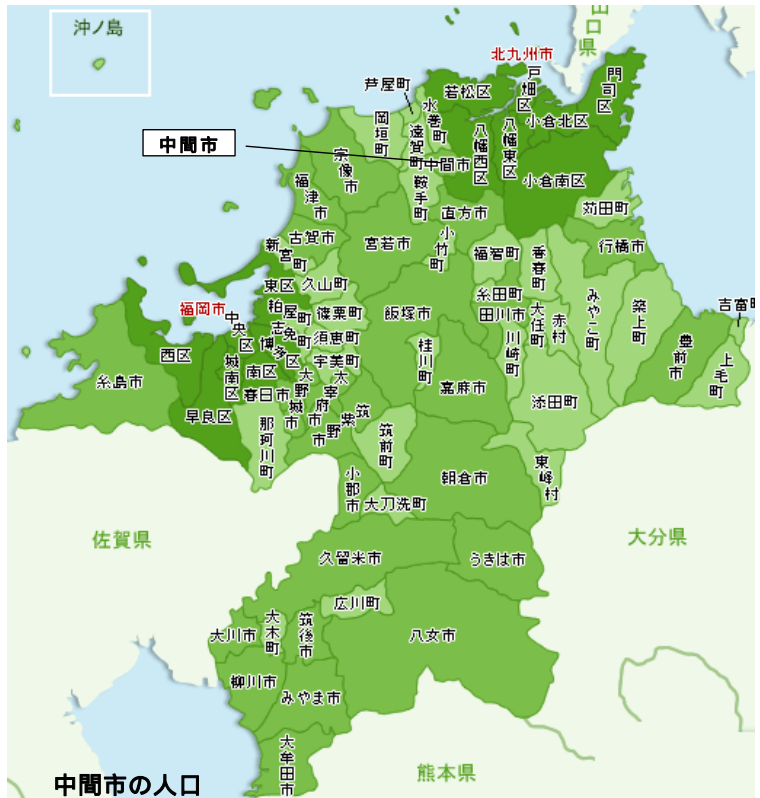 沖ノ島
山口県
北九州市
芦屋町
若松区
戸畑区
門司区
水巻町
岡垣町
遠賀町
小倉北区
八幡西区
八幡東区
中間市
中間市
宗像市
鞍手町
小倉南区
福津市
直方市
苅田町
古賀市
宮若市
小竹町
福智町
香春町
行橋市
新宮町
東区
久山町
糸田町
みやこ町
築上町
吉富町
福岡市
中央区
粕屋町
篠栗町
飯塚市
田川市
大任町
赤村
志免町
須恵町
博多区
西区
城南区
南区
宇美町
桂川町
川崎町
豊前市
上毛町
糸島市
春日市
大野城市
太宰府市
嘉麻市
添田町
早良区
那珂川町
筑紫野市
筑前町
東峰村
小郡市
朝倉市
大刀洗町
佐賀県
大分県
久留米市
うきは市
広川町
大川市
大木町
筑後市
八女市
柳川市
みやま市
大牟田市
熊本県
中間市の人口